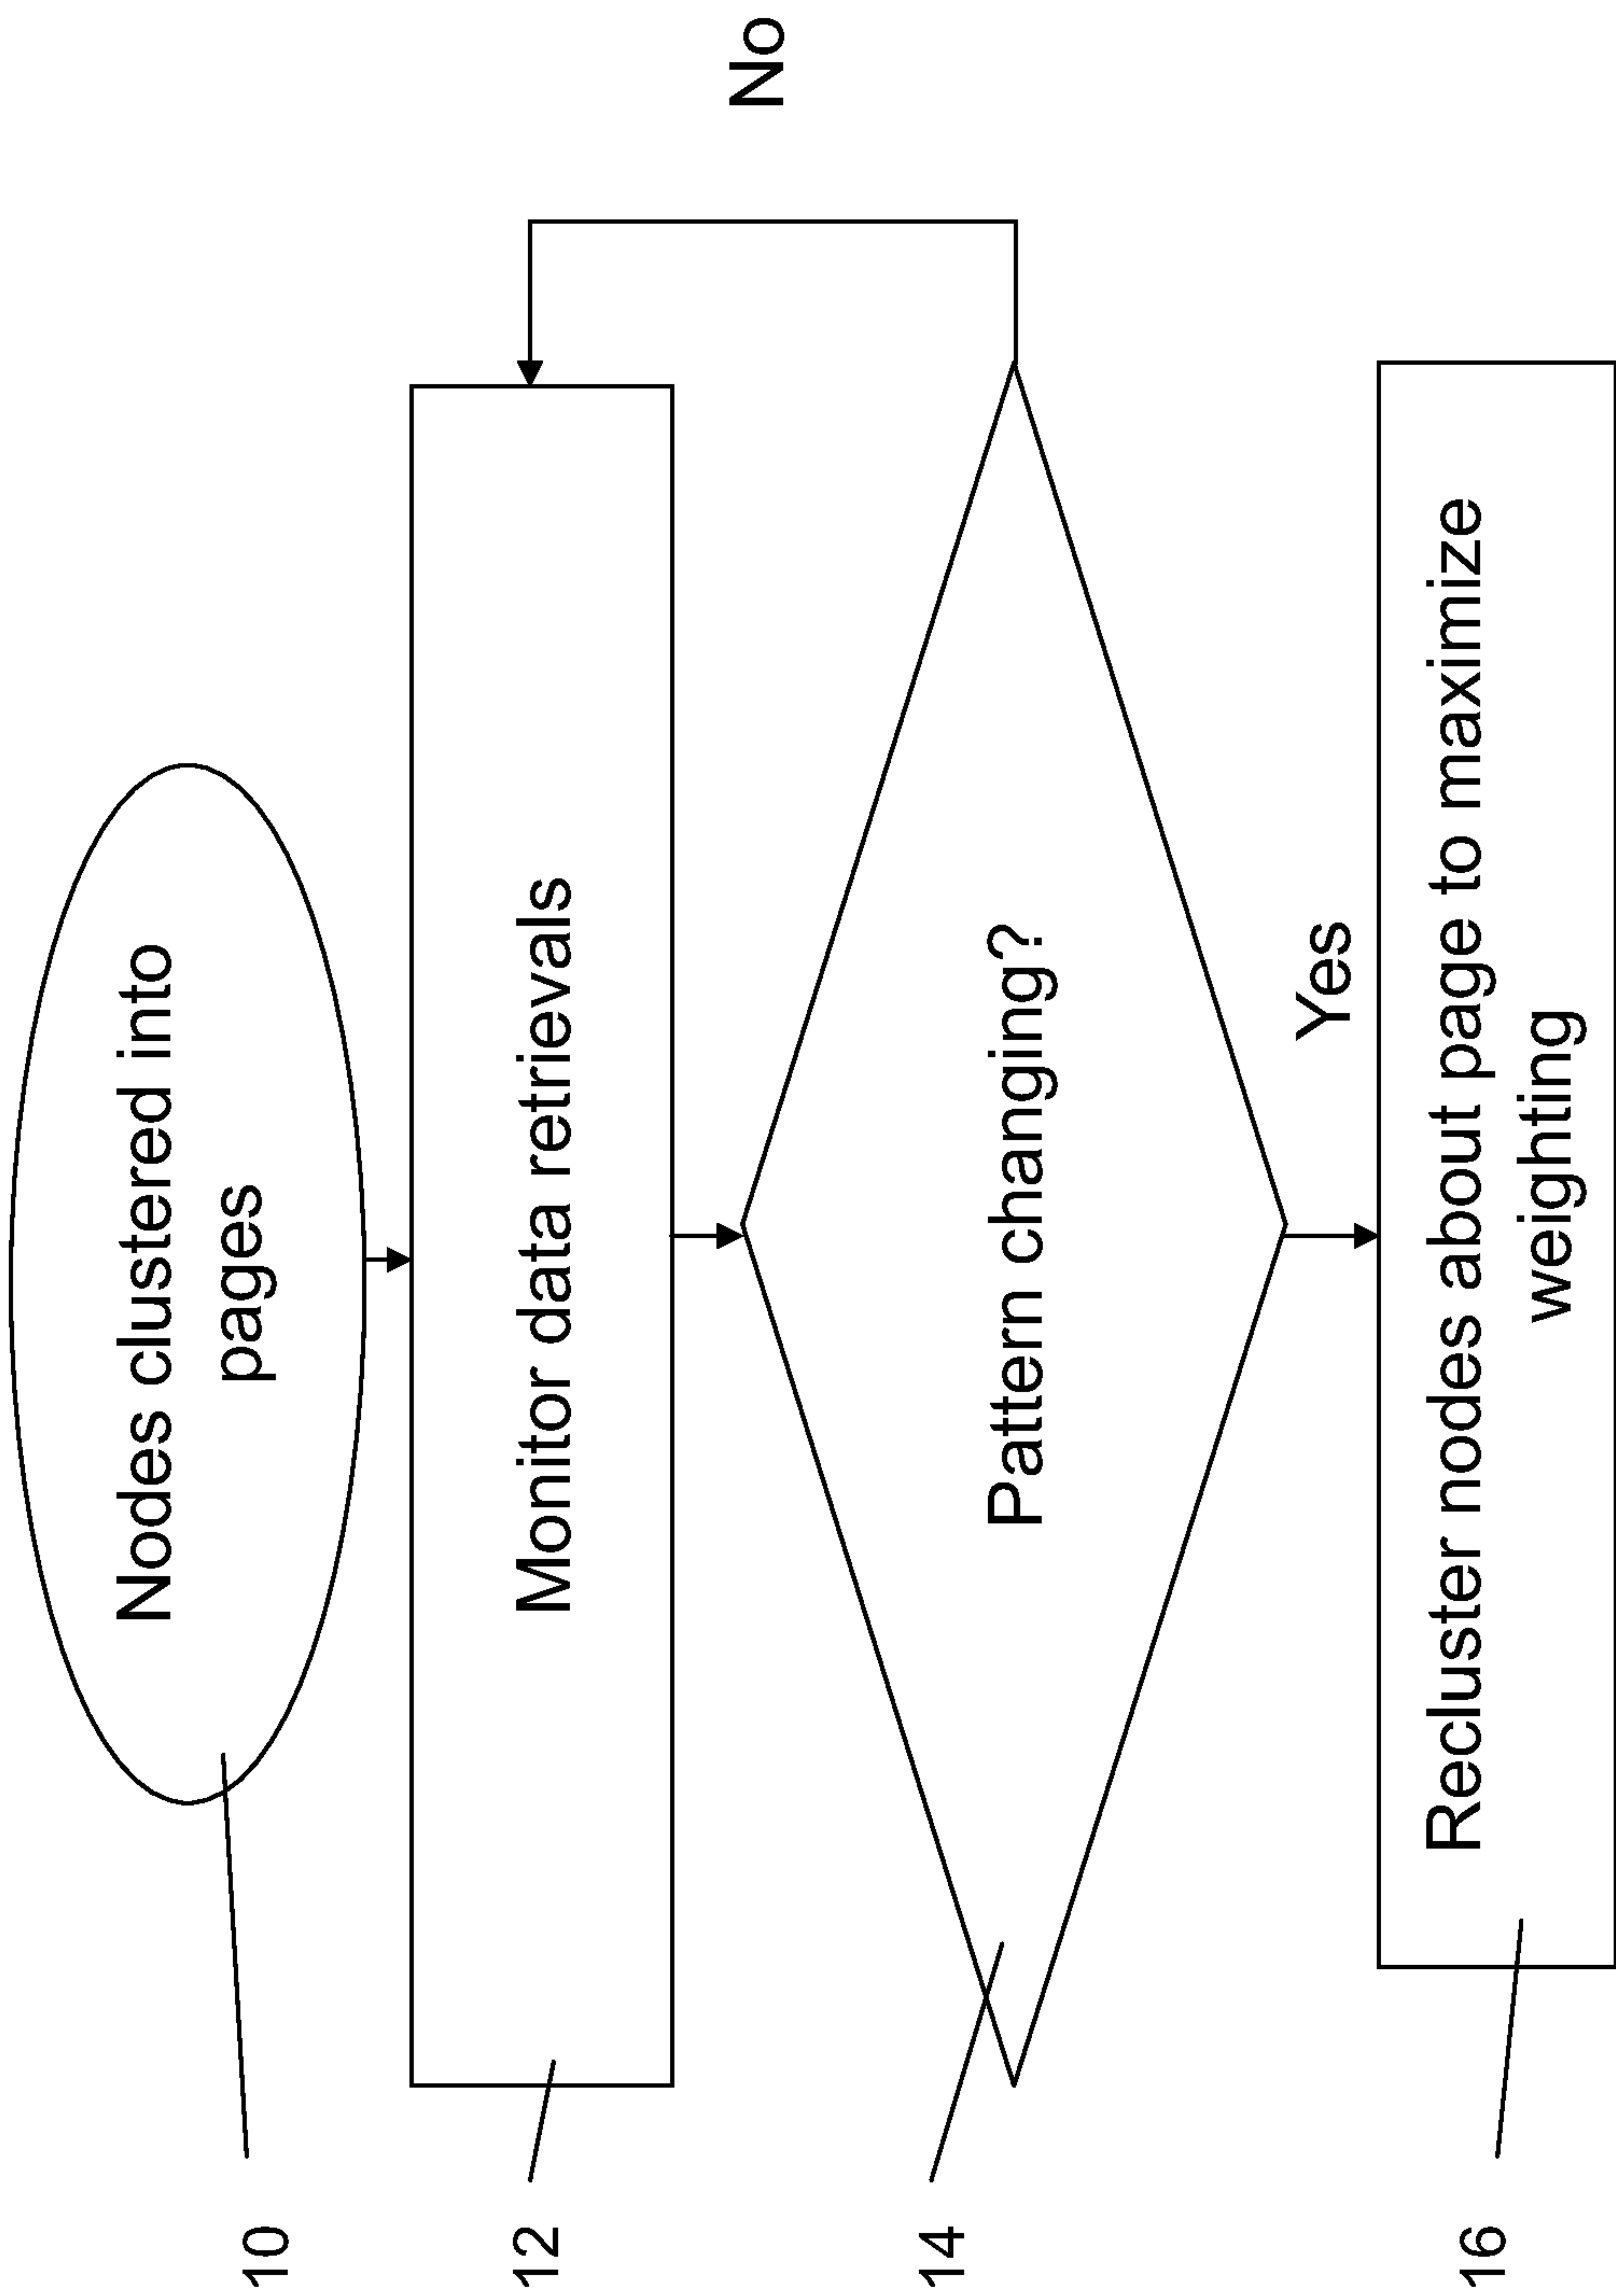 10
Nodes clustered into
pages
12
Monitor data retrievals
No
14
Pattern changing?
Yes
16
Recluster nodes about page to maximize
weighting